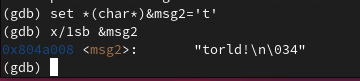 (gdb) set *(char*)&msg2='t'
(gdb) x/1sb &msg2
0x804a008 <msg2>:       "torld!\n\034"
(gdb)